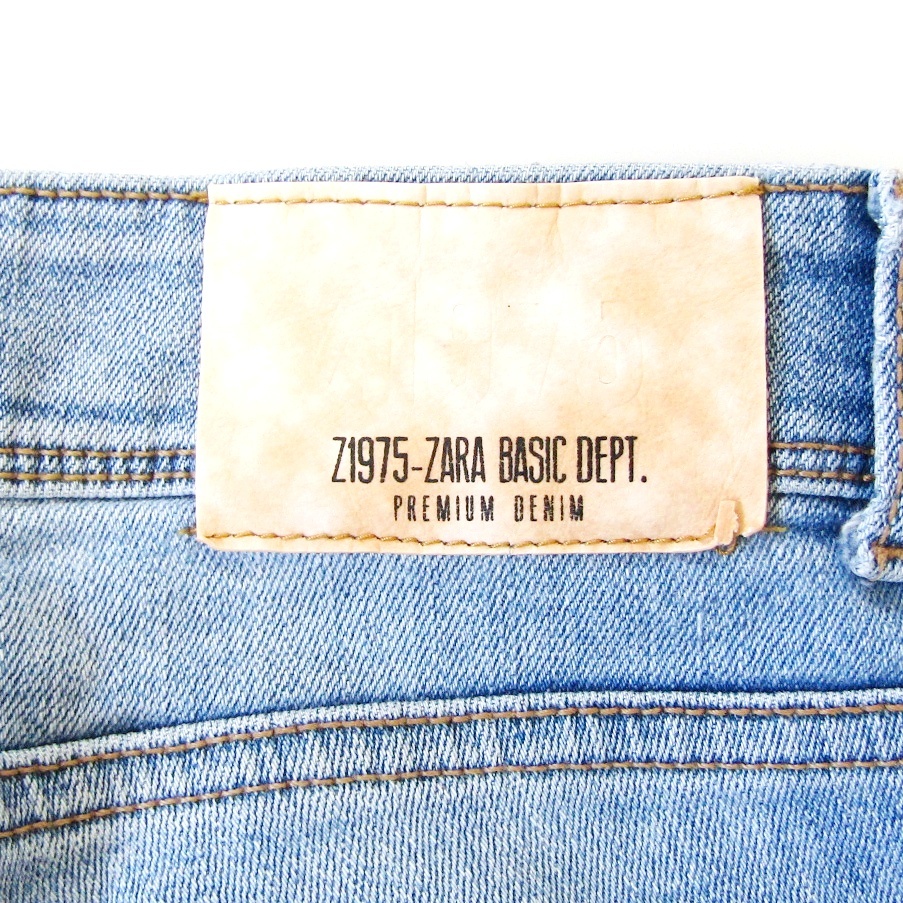 Z1975-ZARA BASIC DEPT.
PREMIUM DENIM